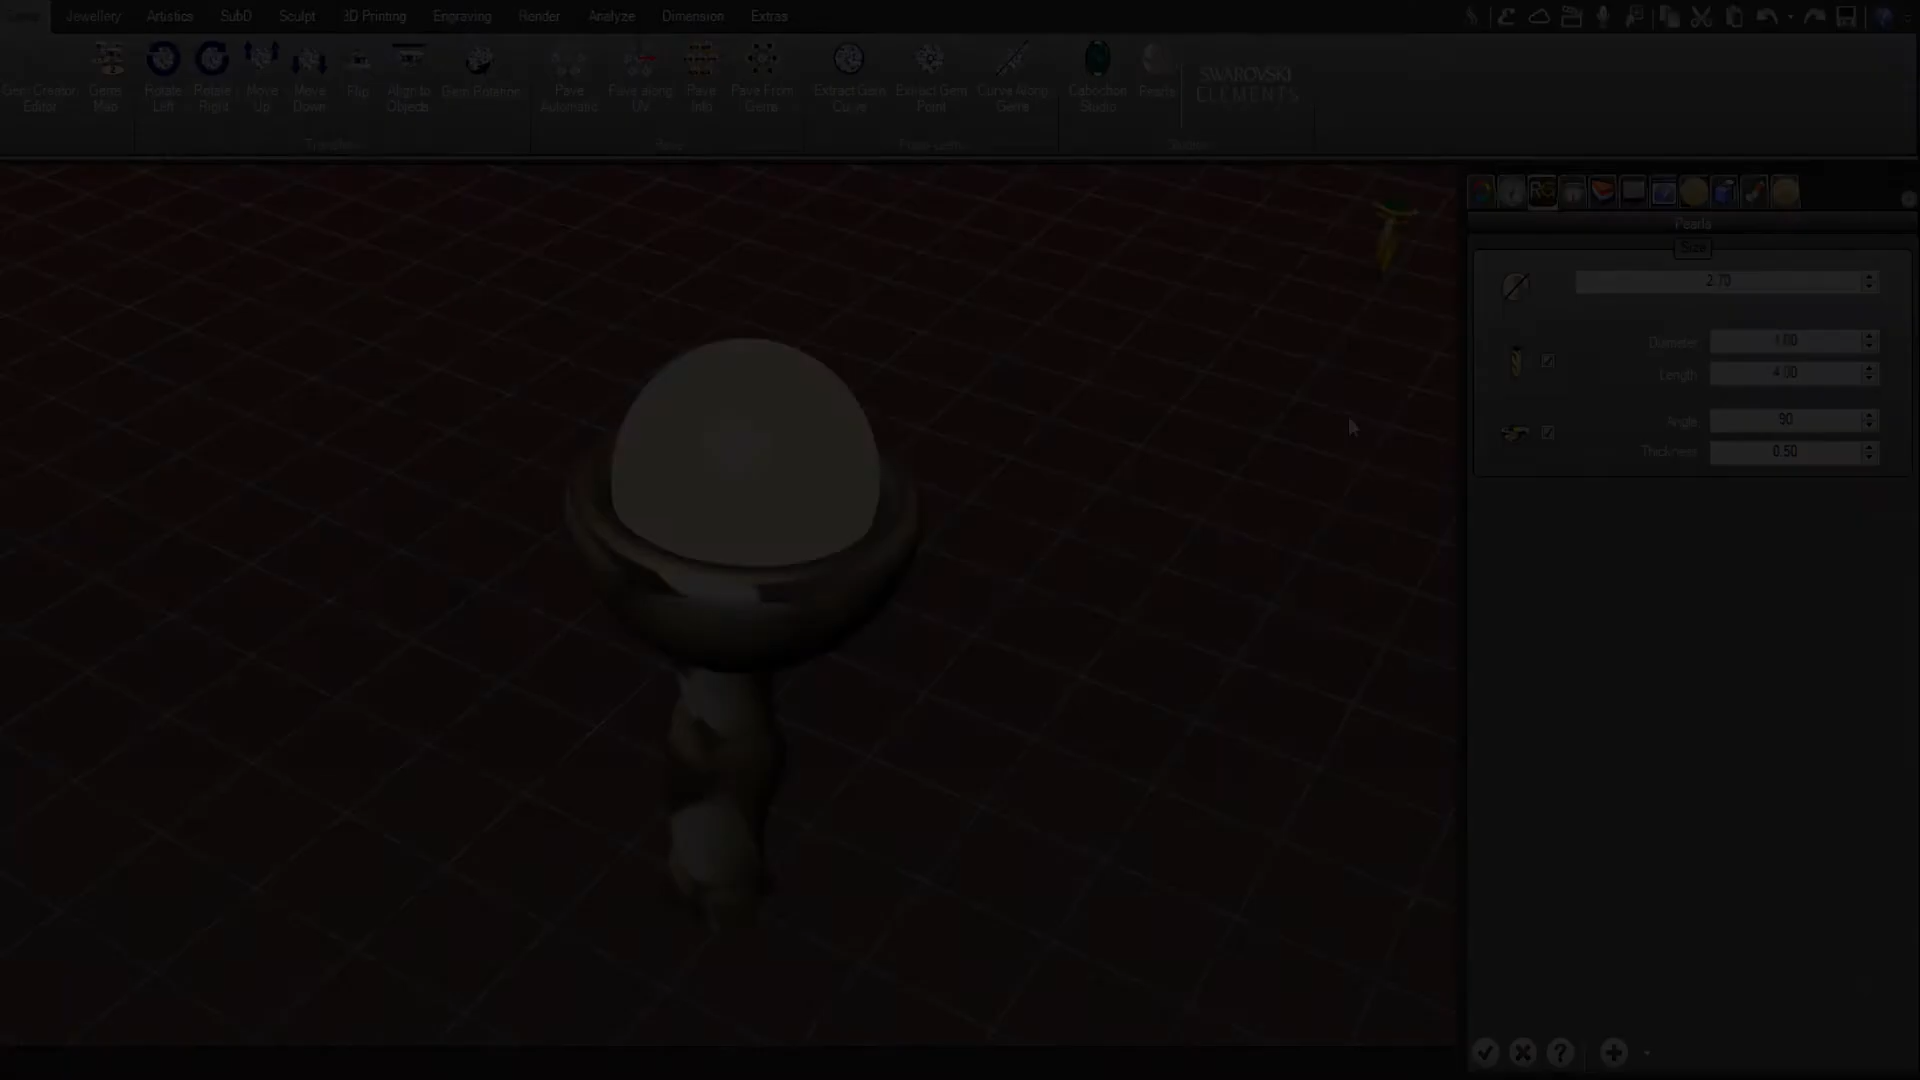 Jewellery Artistics SubD Sculpt 3D Printing Engraving Render Analyze Dimension Extras
Gem Creator Editor
Gems Map
Rotate Left
Rotate Right
Move Up
Move Down
Flip
Align to Objects
Gem Rotation
Pave Automatic
Pave along UV
Pave Info
Pave From Gems
Extract Gem Curve
Extract Gem Point
Curve Along Gems
Cabochon Studio
Pearls
SWAROVSKI
ELEMENTS
Pearls
Size
2.70
Diameter 1.00
Length 4.00
Angle 90
Thickness 0.50